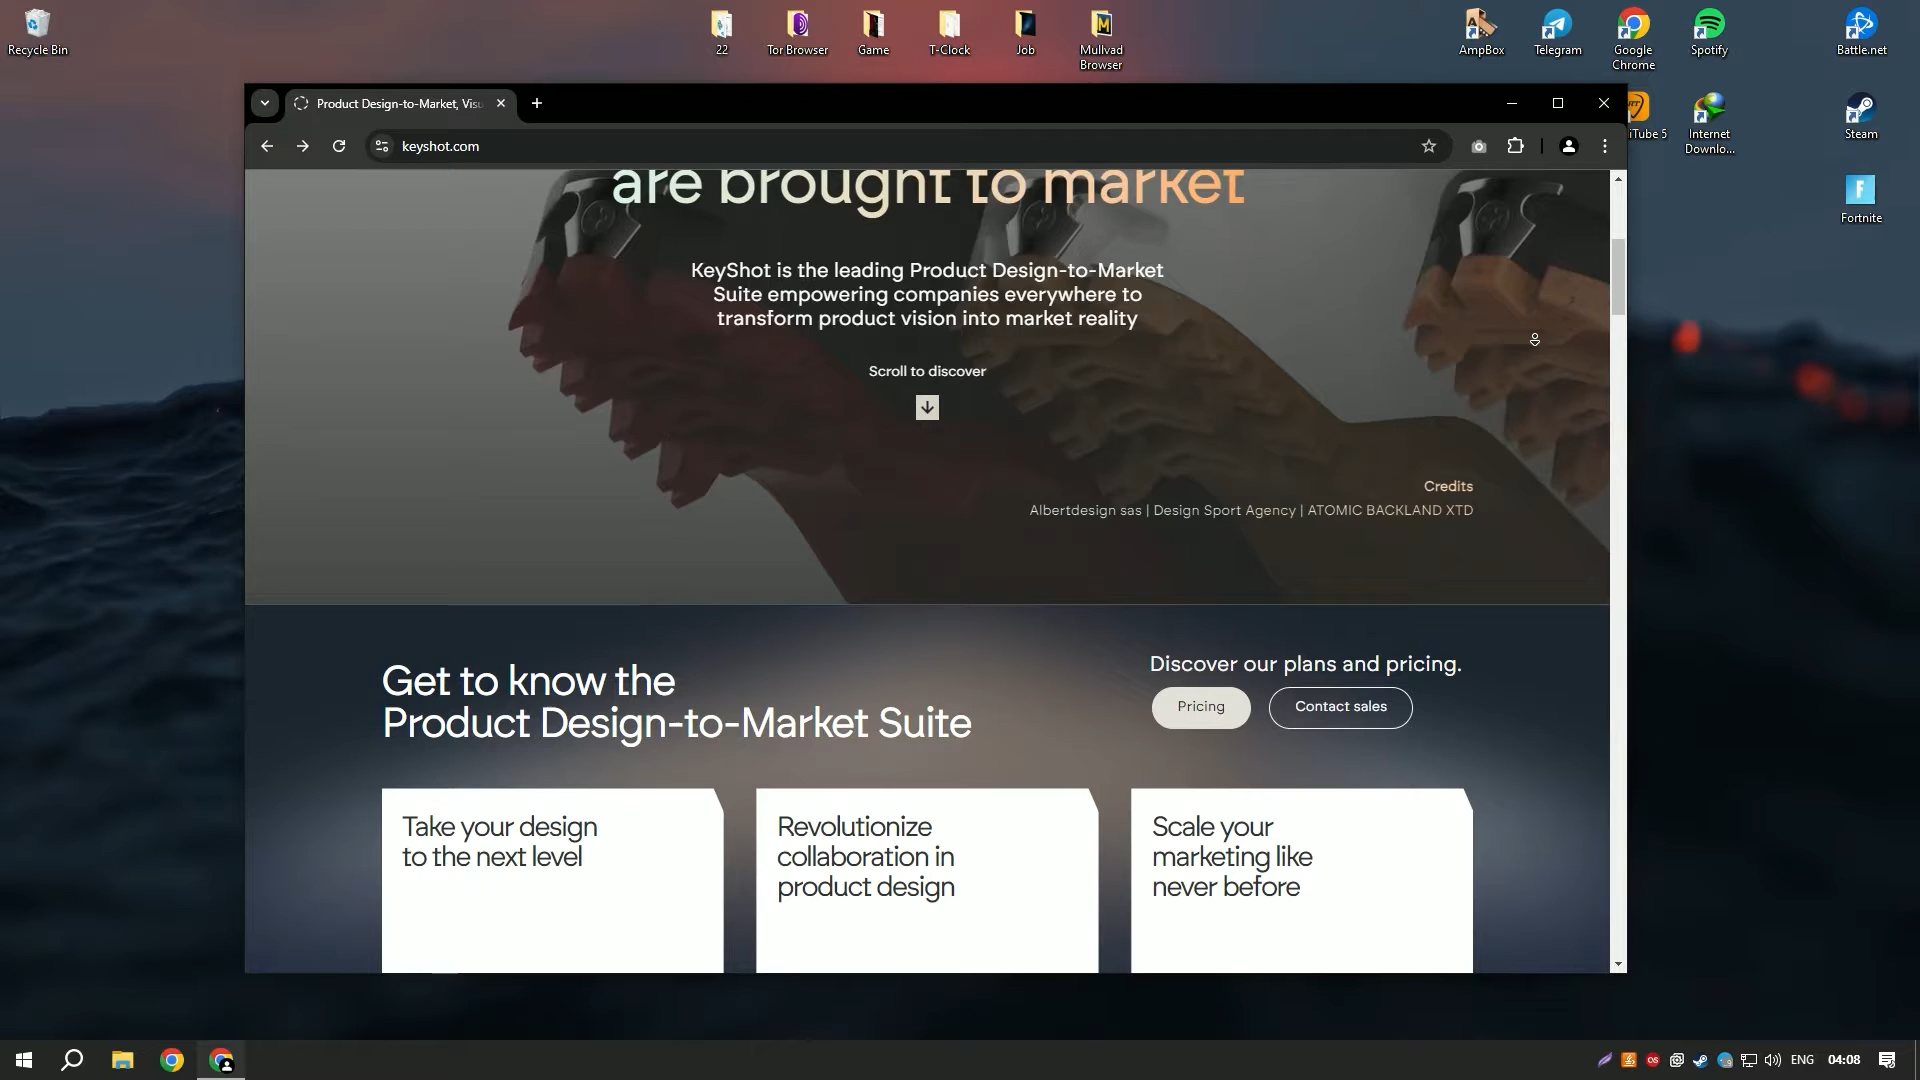 Recycle Bin
22
Tor Browser
Game
T-Clock
Job
Mullvad
Browser
AmpBox
Telegram
Google
Chrome
Spotify
Battle.net
Product Design-to-Market, Visu
keyshot.com
Tube 5
Internet
Downlo...
Steam
Fortnite
are brought to market
KeyShot is the leading Product Design-to-Market
Suite empowering companies everywhere to
transform product vision into market reality
Scroll to discover
Credits
Albertdesign sas | Design Sport Agency | ATOMIC BACKLAND XTD
Get to know the
Product Design-to-Market Suite
Discover our plans and pricing.
Pricing
Contact sales
Take your design
to the next level
Revolutionize
collaboration in
product design
Scale your
marketing like
never before
ENG
04:08